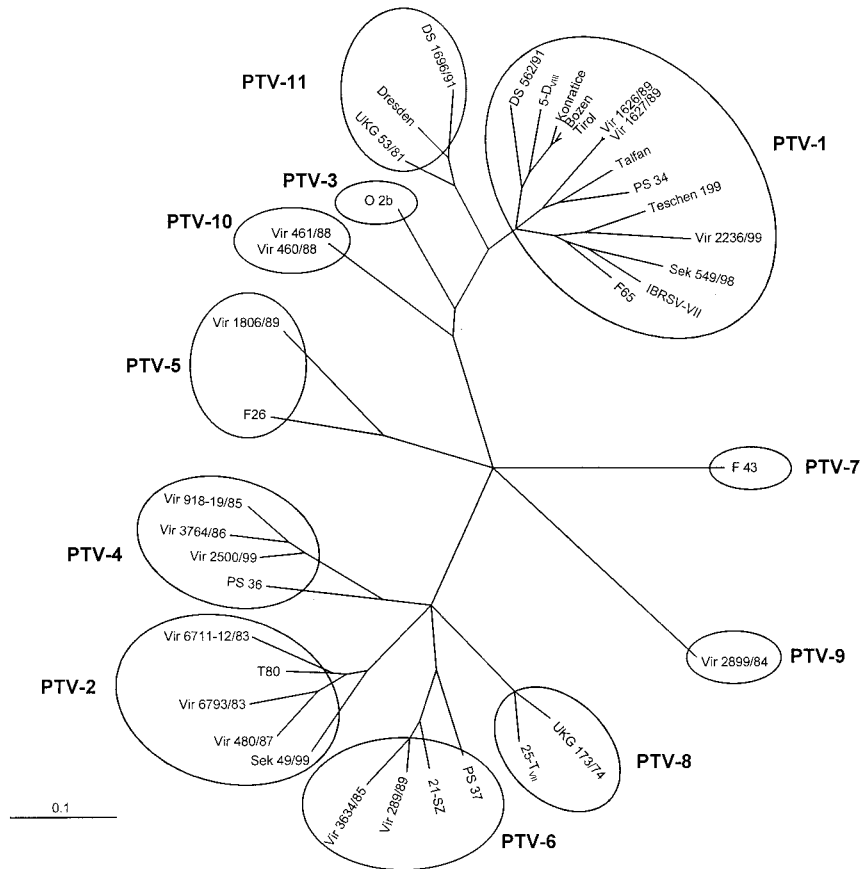 PTV-11
DS 1696/91
Dresden
UKG 53/81
PTV-1
DS 562/91
5-DVIII
Konratice
Bozen
Tirol
Vir 1626/89
Vir 1627/89
Talfan
PS 34
Teschen 199
Vir 2236/99
Sek 549/98
IBRSV-VII
F65
PTV-3
O 2b
PTV-10
Vir 461/88
Vir 460/88
PTV-5
Vir 1806/89
F26
PTV-7
F 43
PTV-4
Vir 918-19/85
Vir 3764/86
Vir 2500/99
PS 36
PTV-9
Vir 2899/84
PTV-2
Vir 6711-12/83
T80
Vir 6793/83
Vir 480/87
Sek 49/99
PTV-8
UKG 173/74
25-TVII
PTV-6
Vir 3634/85
Vir 289/89
21-SZ
PS 37
0.1